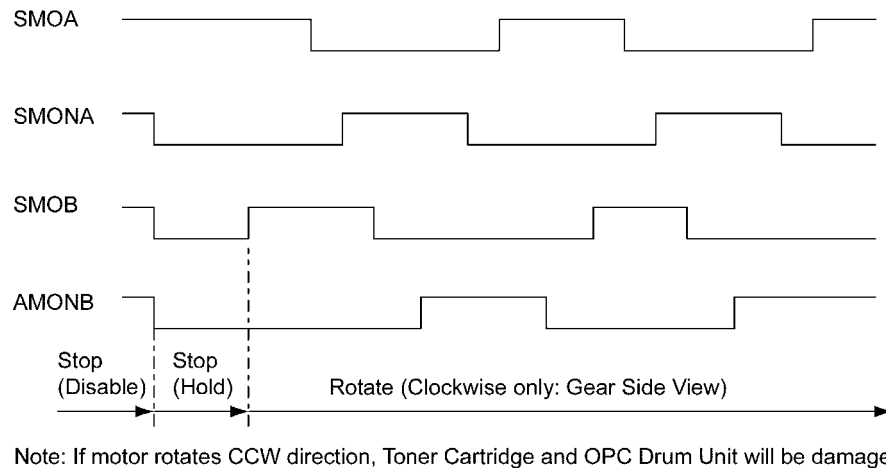 SMOA
SMONA
SMOB
AMONB
Stop
(Disable)
Stop
(Hold)
Rotate (Clockwise only: Gear Side View)
Note: If motor rotates CCW direction, Toner Cartridge and OPC Drum Unit will be damage